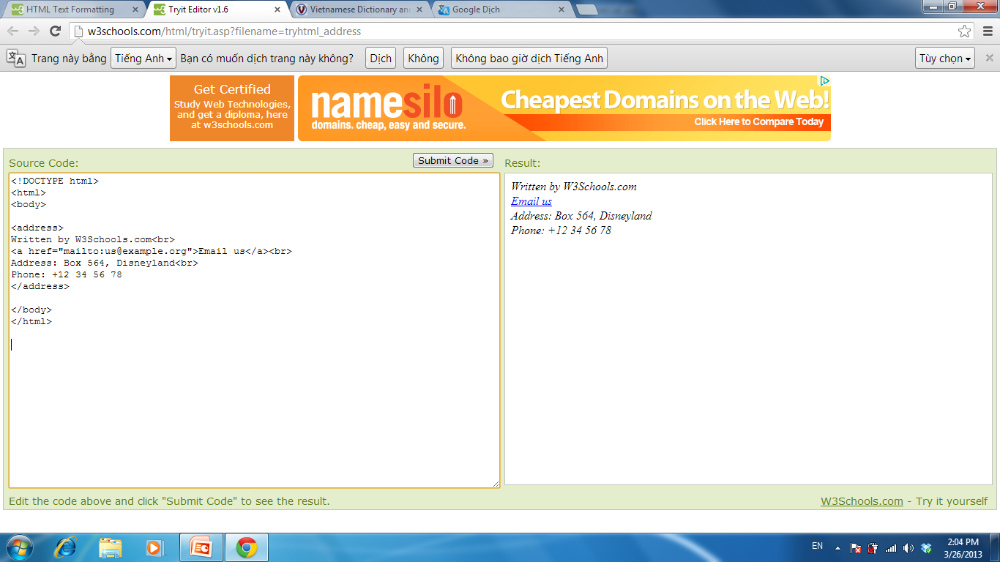 HTML Text Formatting
Tryit Editor v1.6
Vietnamese Dictionary an
Google Dịch
w3schools.com/html/tryit.asp?filename=tryhtml_address
Trang này bằng Tiếng Anh Bạn có muốn dịch trang này không? Dịch Không Không bao giờ dịch Tiếng Anh Tùy chọn
Get Certified
Study Web Technologies,
and get a diploma, here
at w3schools.com
namesilo
domains. cheap, easy and secure.
Cheapest Domains on the Web!
Click Here to Compare Today
Source Code:
Submit Code »
<!DOCTYPE html>
<html>
<body>
<address>
Written by W3Schools.com<br>
<a href="mailto:us@example.org">Email us</a><br>
Address: Box 564, Disneyland<br>
Phone: +12 34 56 78
</address>
</body>
</html>
Result:
Written by W3Schools.com
Email us
Address: Box 564, Disneyland
Phone: +12 34 56 78
Edit the code above and click "Submit Code" to see the result.
W3Schools.com - Try it yourself
EN
2:04 PM
3/26/2013